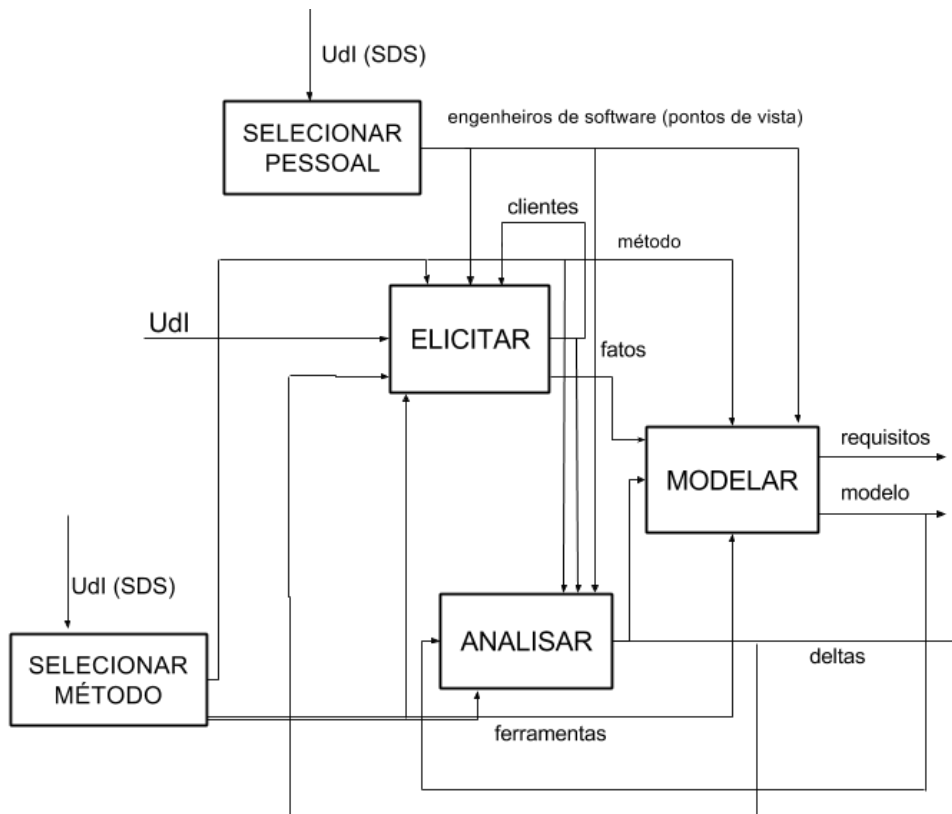 UdI (SDS)
SELECIONAR
PESSOAL
engenheiros de software (pontos de vista)
clientes
método
UdI
ELICITAR
fatos
MODELAR
requisitos
modelo
UdI (SDS)
SELECIONAR
MÉTODO
ANALISAR
deltas
ferramentas